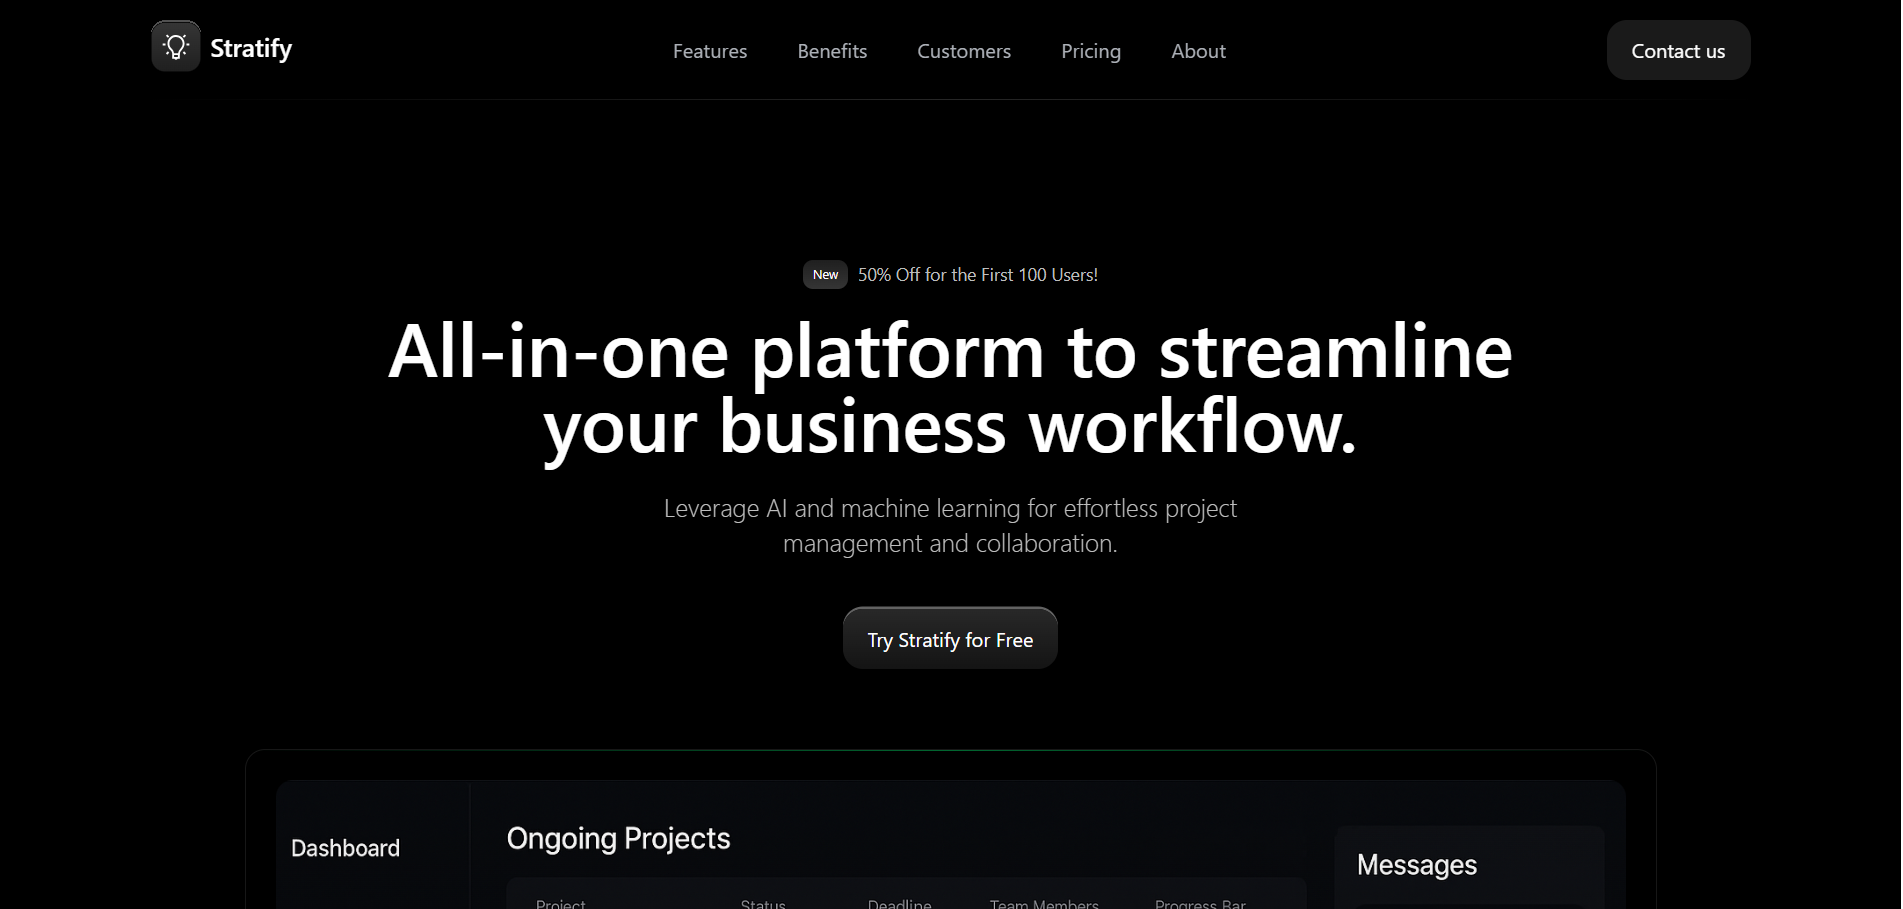 Stratify
Features
Benefits
Customers
Pricing
About
Contact us
New
50% Off for the First 100 Users!
All-in-one platform to streamline
your business workflow.
Leverage AI and machine learning for effortless project
management and collaboration.
Try Stratify for Free
Dashboard
Ongoing Projects
Messages
Project
Status
Deadline
Team Members
Progress Bar